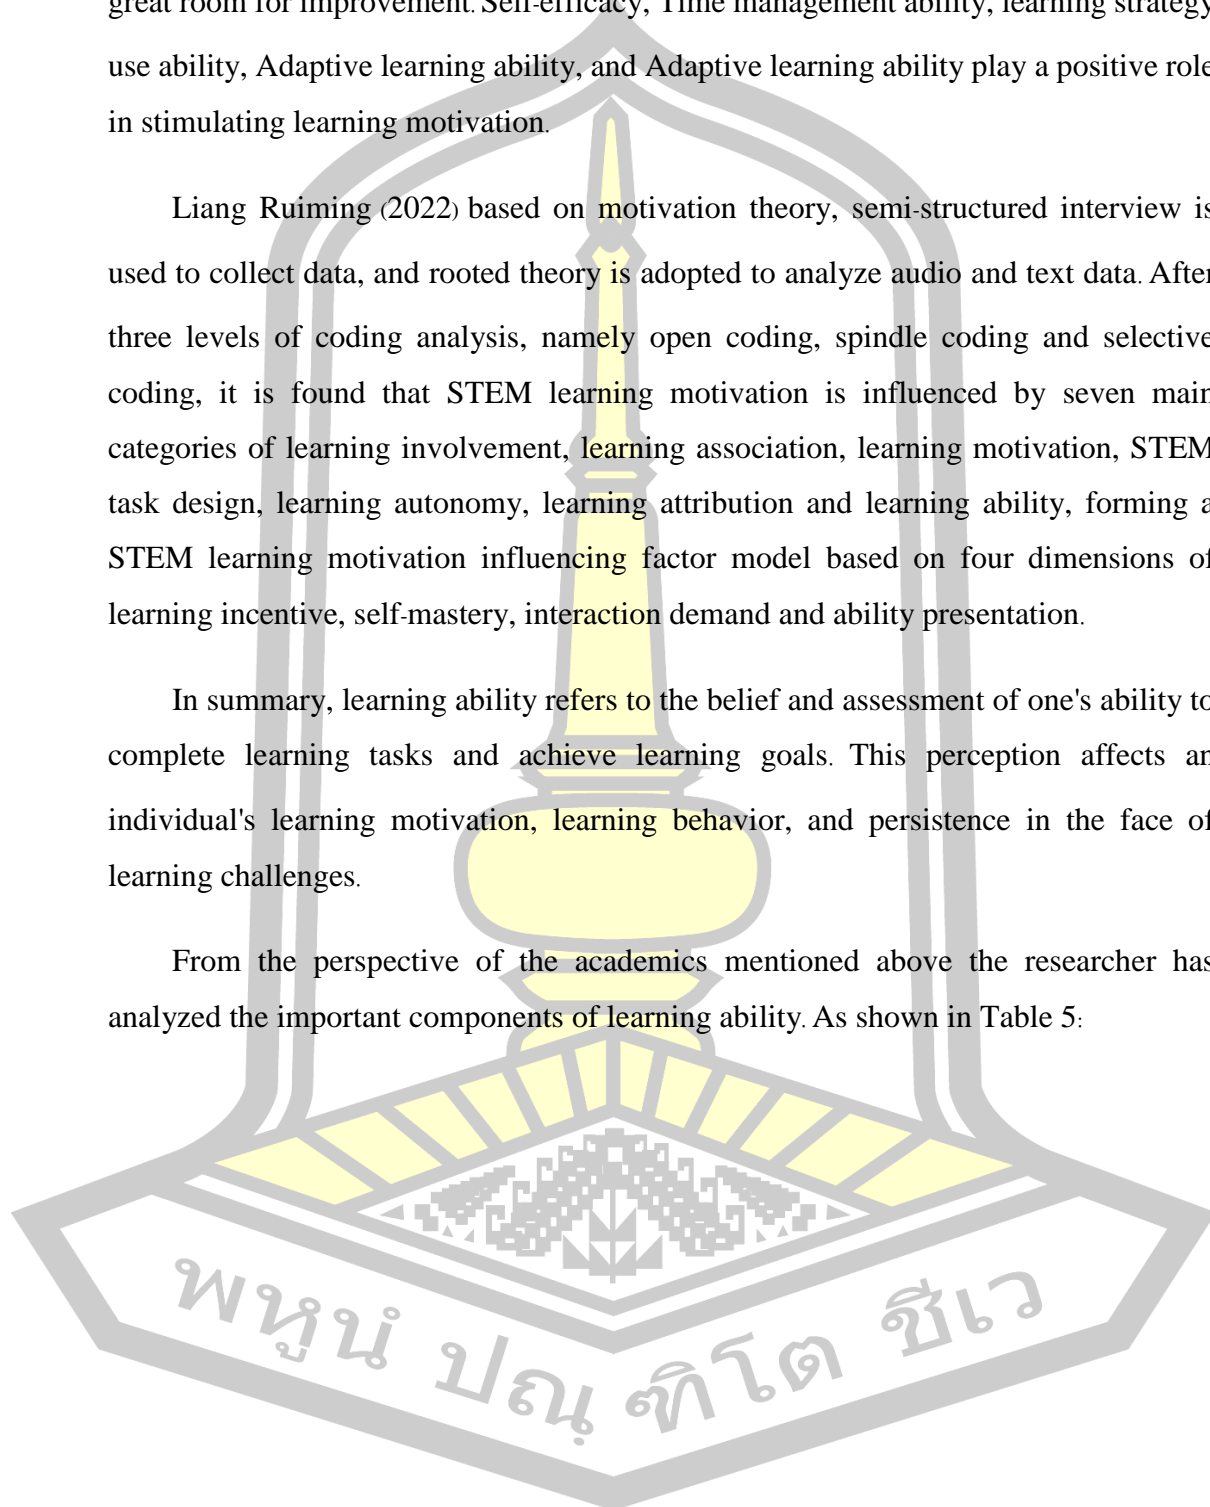 great room for improvement. Self-efficacy, Time management ability, learning strategy
use ability, Adaptive learning ability, and Adaptive learning ability play a positive role
in stimulating learning motivation.
Liang Ruiming (2022) based on motivation theory, semi-structured interview is
used to collect data, and rooted theory is adopted to analyze audio and text data. After
three levels of coding analysis, namely open coding, spindle coding and selective
coding, it is found that STEM learning motivation is influenced by seven main
categories of learning involvement, learning association, learning motivation, STEM
task design, learning autonomy, learning attribution and learning ability, forming a
STEM learning motivation influencing factor model based on four dimensions of
learning incentive, self-mastery, interaction demand and ability presentation.
In summary, learning ability refers to the belief and assessment of one's ability to
complete learning tasks and achieve learning goals. This perception affects an
individual's learning motivation, learning behavior, and persistence in the face of
learning challenges.
From the perspective of the academics mentioned above the researcher has
analyzed the important components of learning ability. As shown in Table 5:
พหูนํ ปณฺฑิโต ชีเว